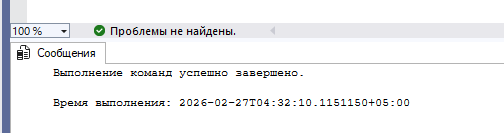 100 %
Проблемы не найдены.
Сообщения
Выполнение команд успешно завершено.
Время выполнения: 2026-02-27T04:32:10.1151150+05:00